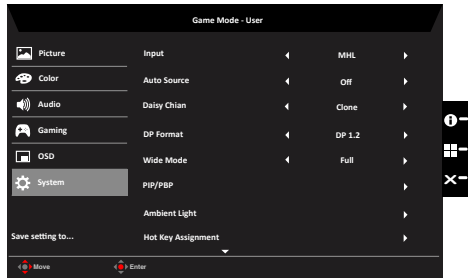 Game Mode - User
Picture
Color
Audio
Gaming
OSD
System
Save setting to...
Input MHL
Auto Source Off
Daisy Chian Clone
DP Format DP 1.2
Wide Mode Full
PIP/PBP
Ambient Light
Hot Key Assignment
Move Enter